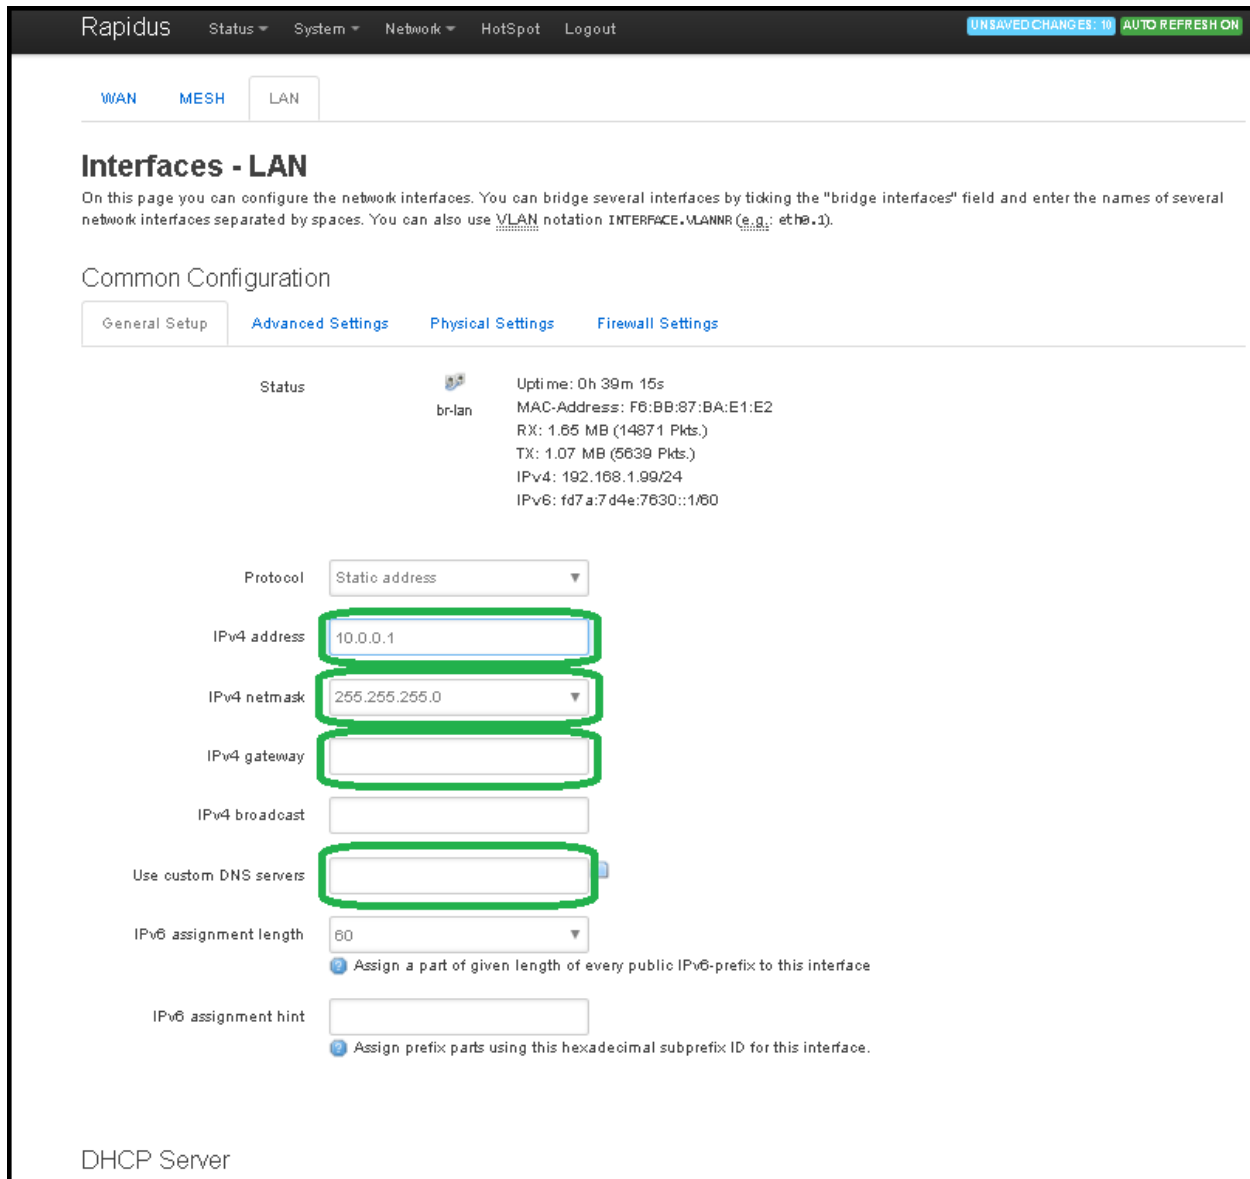 Rapidus Status System Network HotSpot Logout UNSAVED CHANGES: 10 AUTO REFRESH ON
WAN MESH LAN
Interfaces - LAN
On this page you can configure the network interfaces. You can bridge several interfaces by ticking the "bridge interfaces" field and enter the names of several
network interfaces separated by spaces. You can also use VLAN notation INTERFACE.VLANNR (e.g.: eth0.1).
Common Configuration
General Setup Advanced Settings Physical Settings Firewall Settings
Status
br-lan
Uptime: 0h 39m 15s
MAC-Address: F6:BB:87:BA:E1:E2
RX: 1.65 MB (14871 Pkts.)
TX: 1.07 MB (5639 Pkts.)
IPv4: 192.168.1.99/24
IPv6: fd7a:7d4e:7630::1/60
Protocol Static address
IPv4 address 10.0.0.1
IPv4 netmask 255.255.255.0
IPv4 gateway
IPv4 broadcast
Use custom DNS servers
IPv6 assignment length 60
Assign a part of given length of every public IPv6-prefix to this interface
IPv6 assignment hint
Assign prefix parts using this hexadecimal subprefix ID for this interface.
DHCP Server